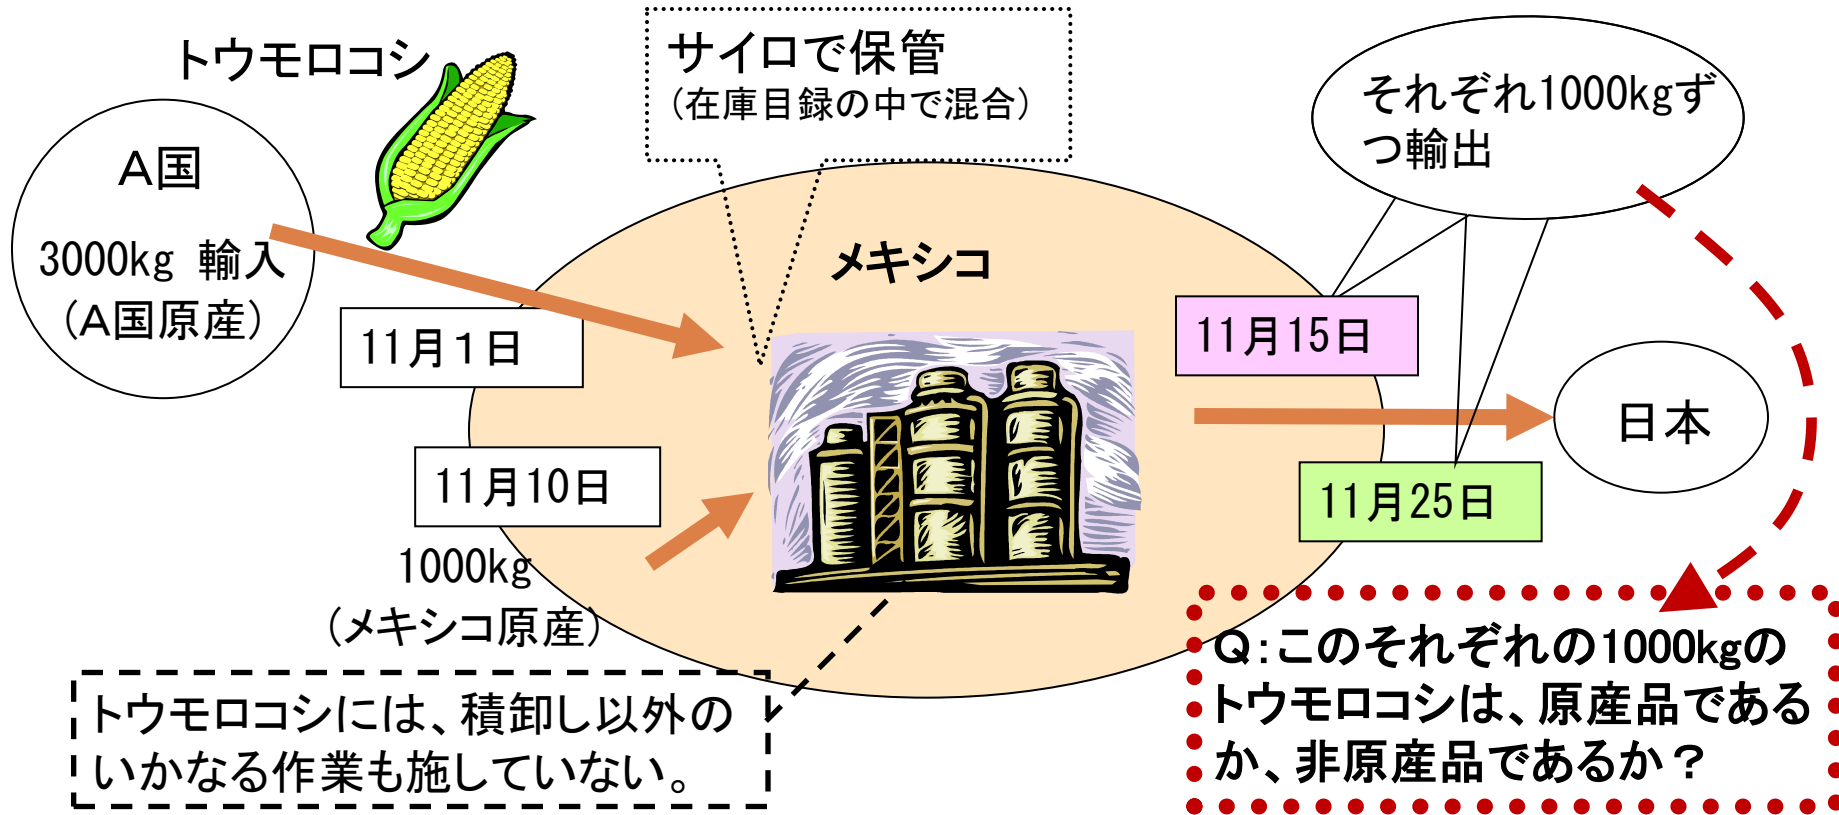 トウモロコシ
A国
3000kg 輸入
(A国原産)
サイロで保管
(在庫目録の中で混合)
それぞれ1000kgず
つ輸出
メキシコ
11月1日
11月10日
1000kg
(メキシコ原産)
11月15日
11月25日
日本
トウモロコシには、積卸し以外の
いかなる作業も施していない。
Q:このそれぞれの1000kgの
トウモロコシは、原産品である
か、非原産品であるか?